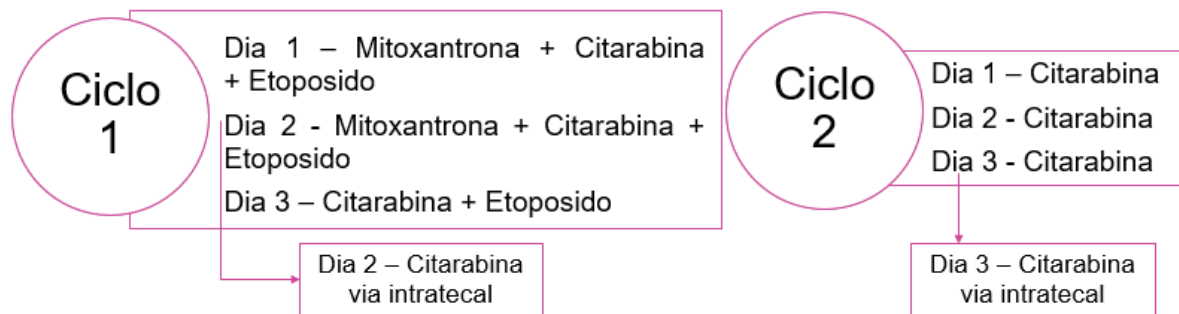 Ciclo
1
Dia 1 – Mitoxantrona + Citarabina
+ Etoposido
Dia 2 - Mitoxantrona + Citarabina +
Etoposido
Dia 3 – Citarabina + Etoposido
Dia 2 – Citarabina
via intratecal
Ciclo
2
Dia 1 – Citarabina
Dia 2 - Citarabina
Dia 3 - Citarabina
Dia 3 – Citarabina
via intratecal